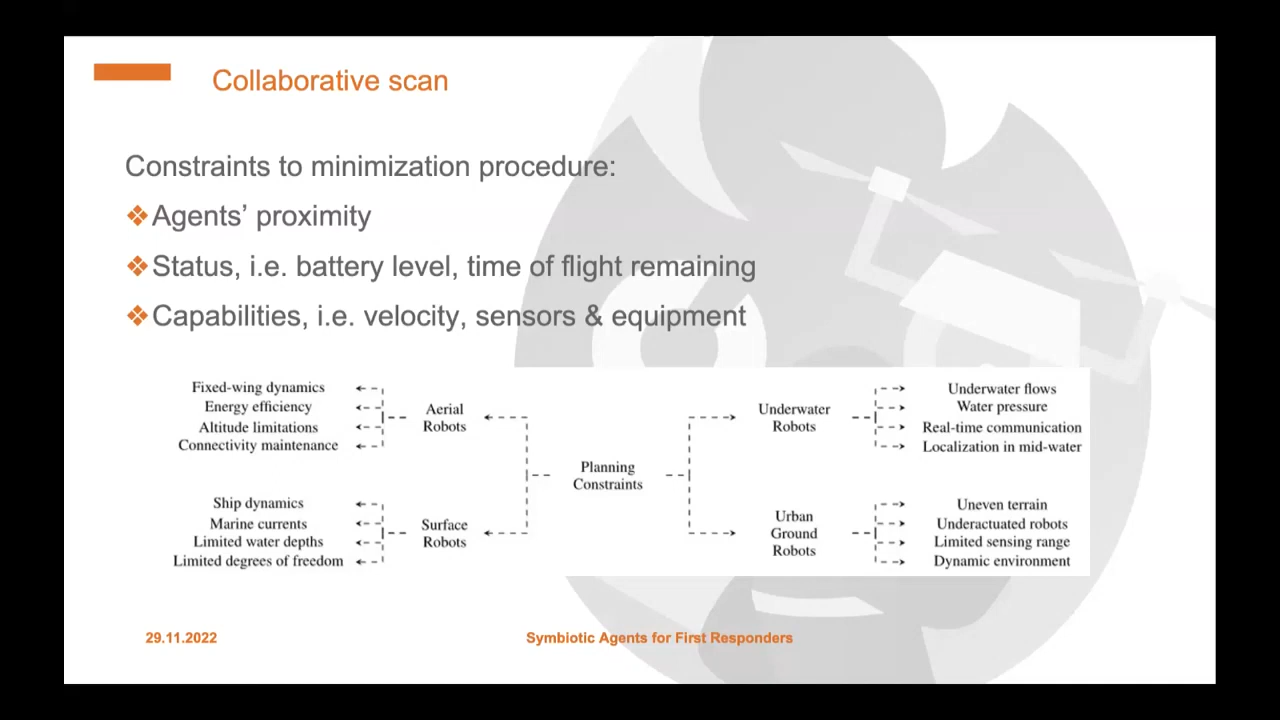 Collaborative scan
Constraints to minimization procedure:
❖Agents’ proximity
❖Status, i.e. battery level, time of flight remaining
❖Capabilities, i.e. velocity, sensors & equipment
Fixed-wing dynamics
Energy efficiency
Altitude limitations
Connectivity maintenance
Aerial
Robots
Ship dynamics
Marine currents
Limited water depths
Limited degrees of freedom
Surface
Robots
Planning
Constraints
Underwater
Robots
Underwater flows
Water pressure
Real-time communication
Localization in mid-water
Urban
Ground
Robots
Uneven terrain
Underactuated robots
Limited sensing range
Dynamic environment
29.11.2022
Symbiotic Agents for First Responders